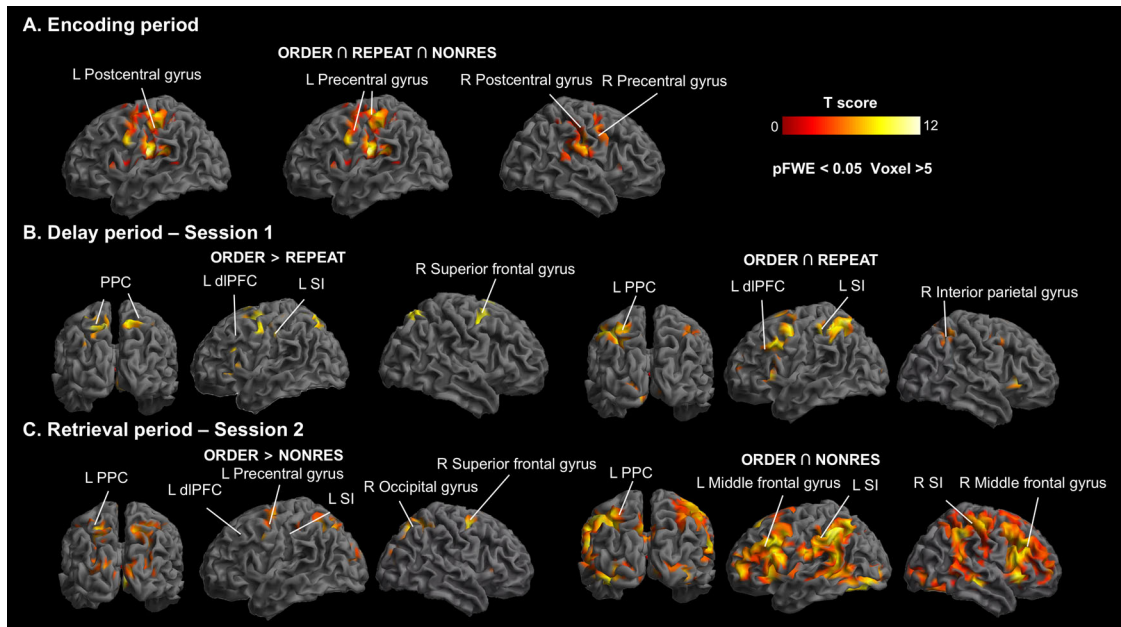 A. Encoding period
ORDER ∩ REPEAT ∩ NONRES
L Postcentral gyrus
L Precentral gyrus
R Postcentral gyrus
R Precentral gyrus
T score
0
12
pFWE < 0.05 Voxel >5
B. Delay period – Session 1
ORDER > REPEAT
PPC
L dlPFC
L SI
R Superior frontal gyrus
ORDER ∩ REPEAT
L PPC
L dlPFC
L SI
R Interior parietal gyrus
C. Retrieval period – Session 2
ORDER > NONRES
L PPC
L dlPFC
L Precentral gyrus
L SI
R Occipital gyrus
R Superior frontal gyrus
ORDER ∩ NONRES
L PPC
L Middle frontal gyrus
L SI
R SI
R Middle frontal gyrus